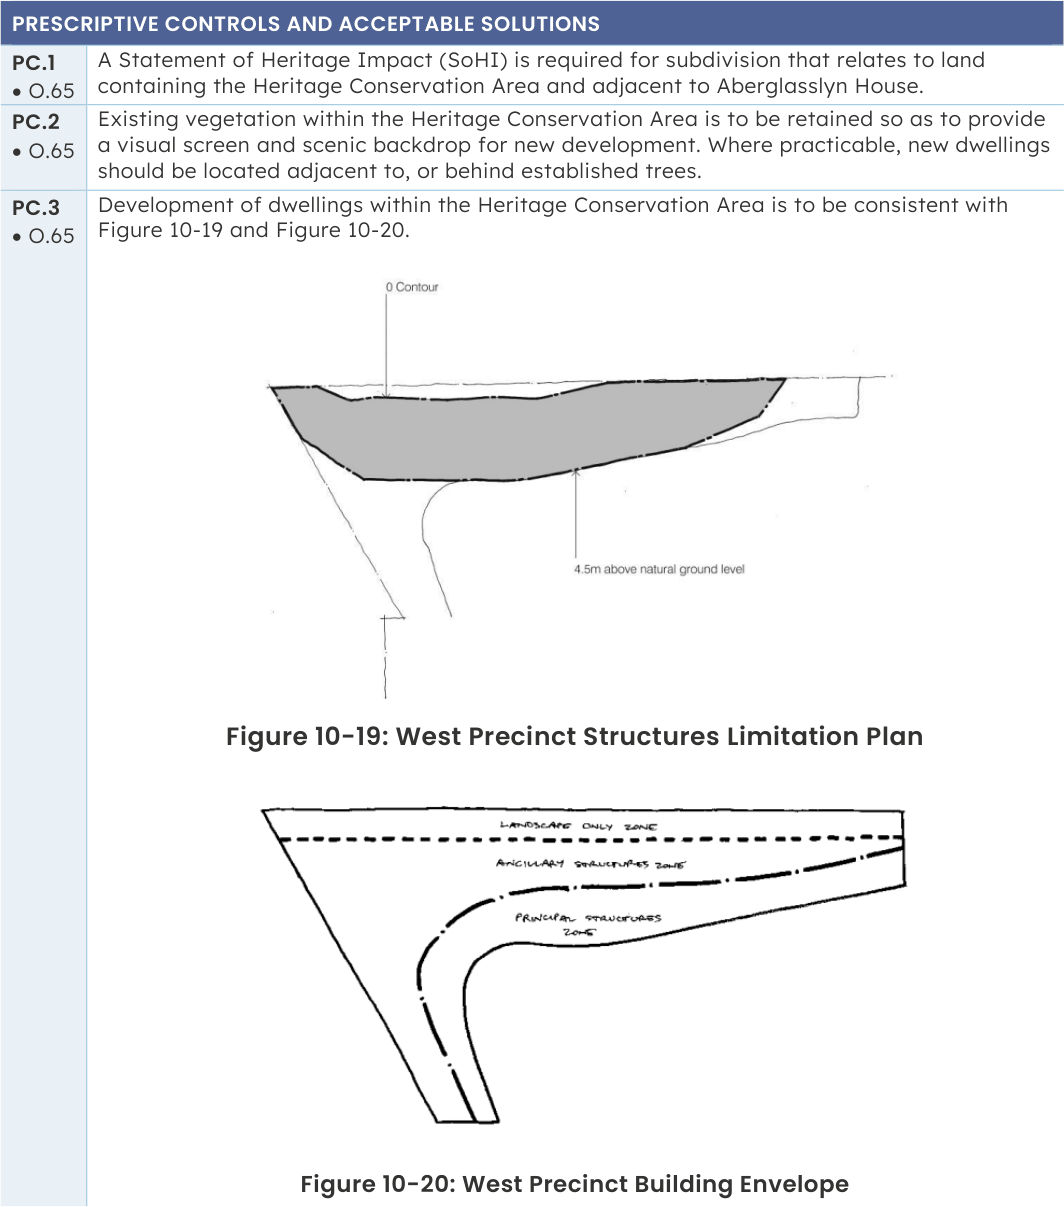 PRESCRIPTIVE CONTROLS AND ACCEPTABLE SOLUTIONS
PC.1
• O.65
A Statement of Heritage Impact (SoHI) is required for subdivision that relates to land
containing the Heritage Conservation Area and adjacent to Aberglasslyn House.
PC.2
• O.65
Existing vegetation within the Heritage Conservation Area is to be retained so as to provide
a visual screen and scenic backdrop for new development. Where practicable, new dwellings
should be located adjacent to, or behind established trees.
PC.3
• O.65
Development of dwellings within the Heritage Conservation Area is to be consistent with
Figure 10-19 and Figure 10-20.
0 Contour
4.5m above natural ground level
Figure 10-19: West Precinct Structures Limitation Plan
LANDSCAPE ONLY ZONE
ANCILLARY STRUCTURES ZONE
PRINCIPAL STRUCTURES
ZONE
Figure 10-20: West Precinct Building Envelope